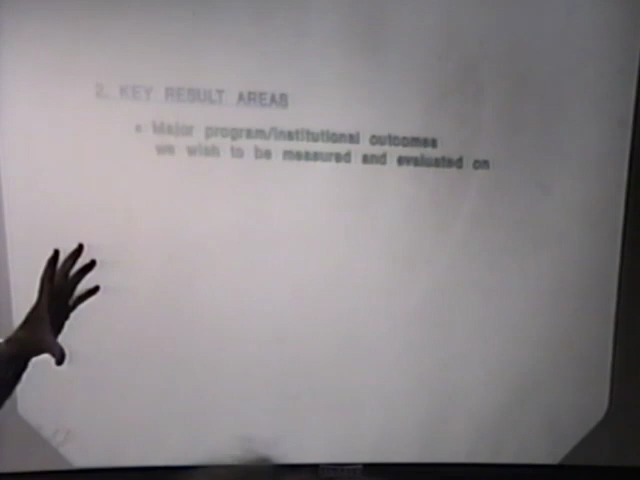 2. KEY RESULT AREAS
• Major program/institutional outcomes
we wish to be measured and evaluated on